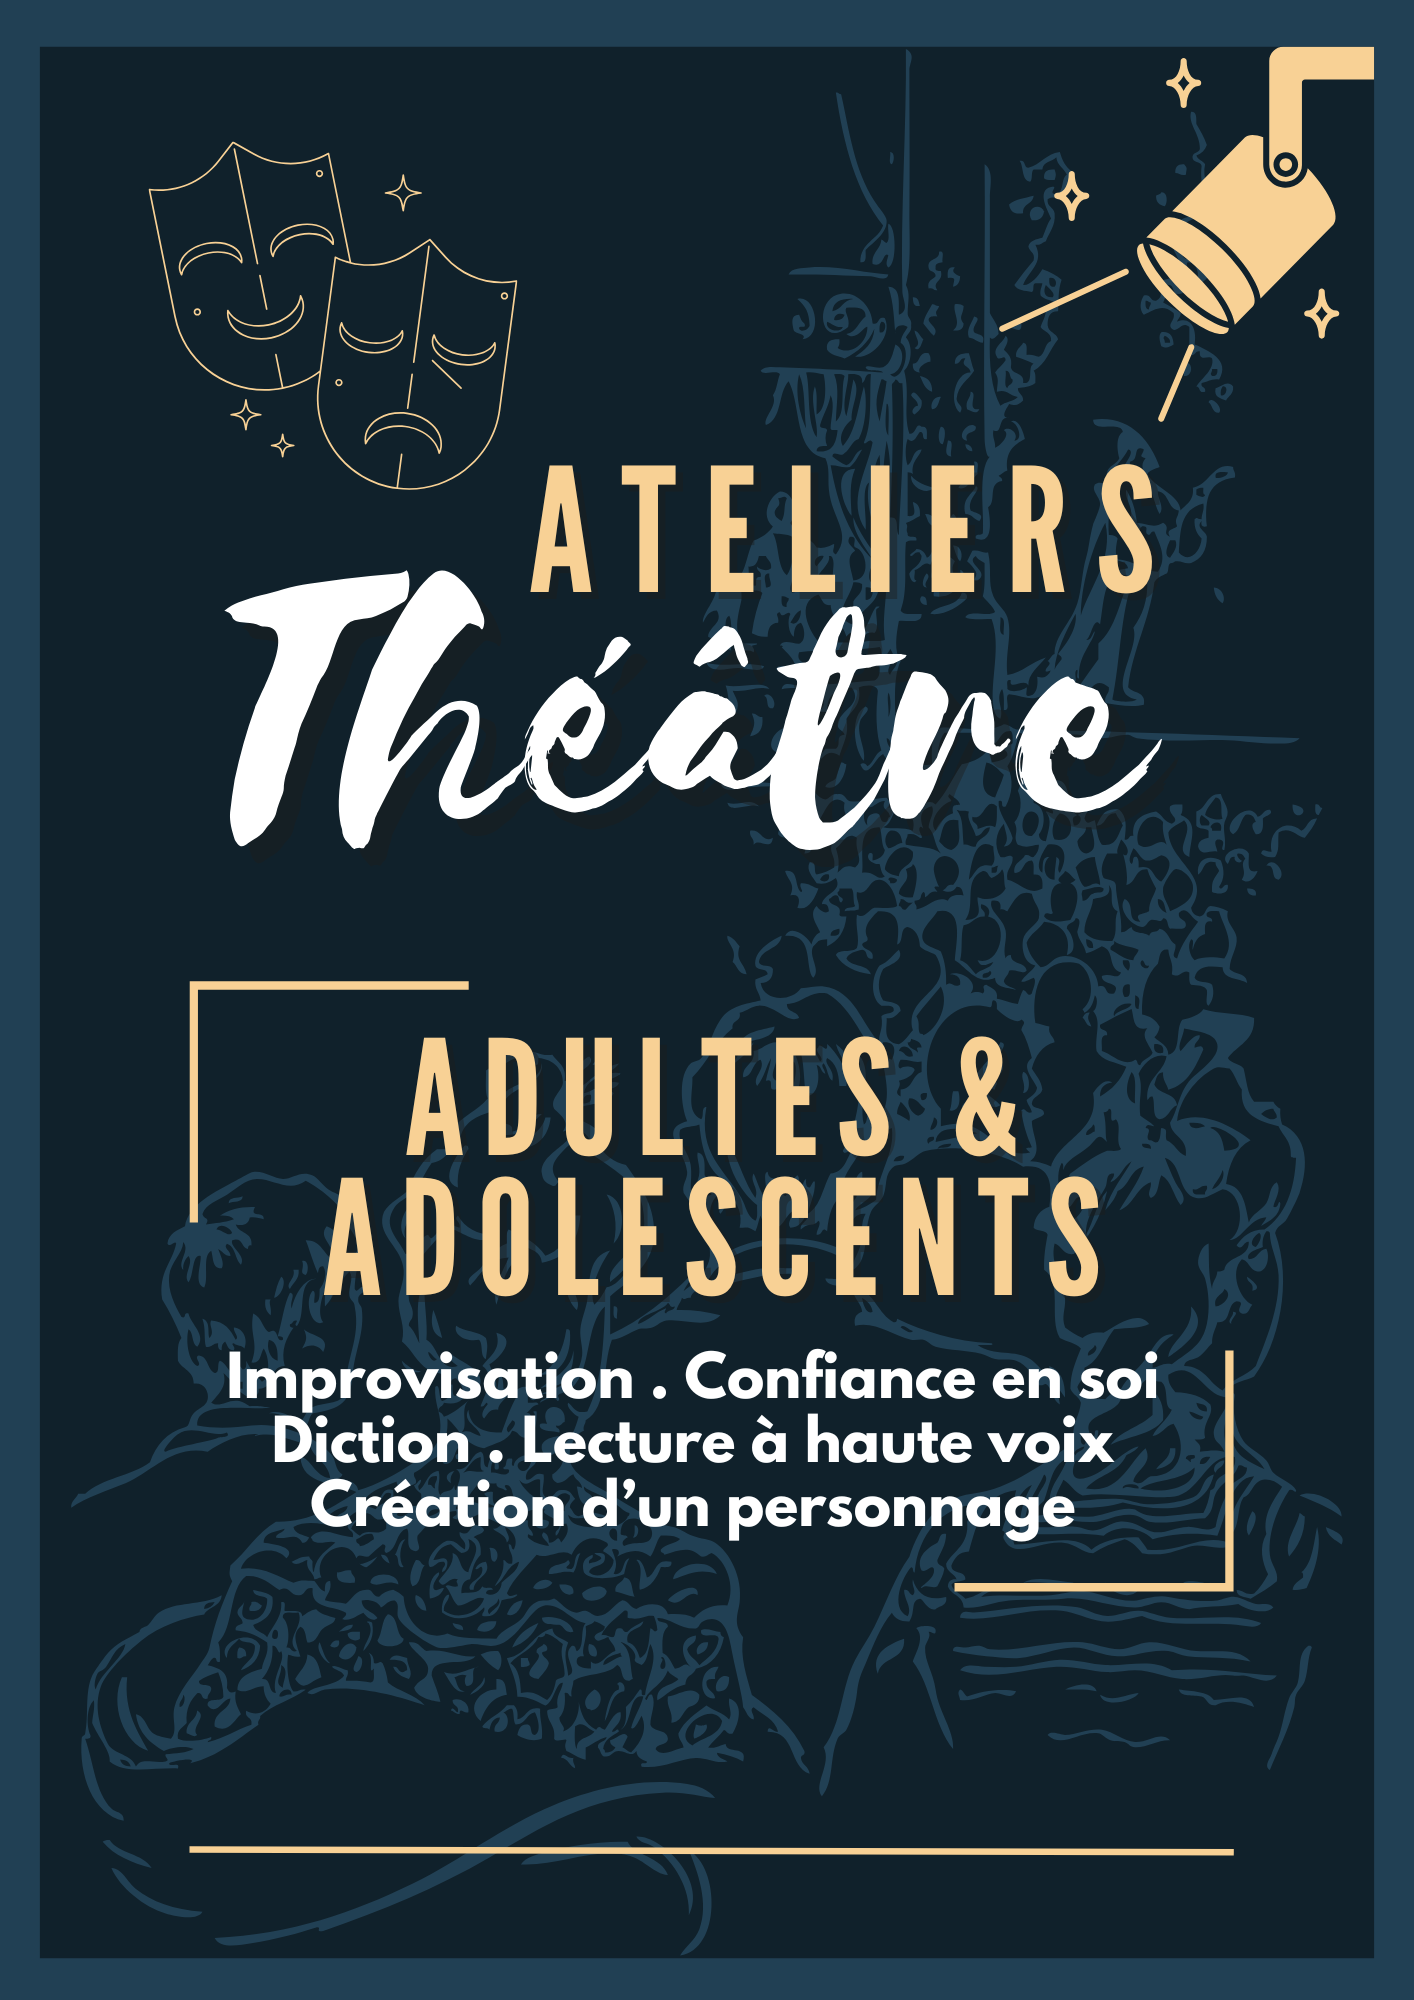 ATELIERS
Théâtre
ADULTES &
ADOLESCENTS
Improvisation . Confiance en soi
Diction . Lecture à haute voix
Création d’un personnage